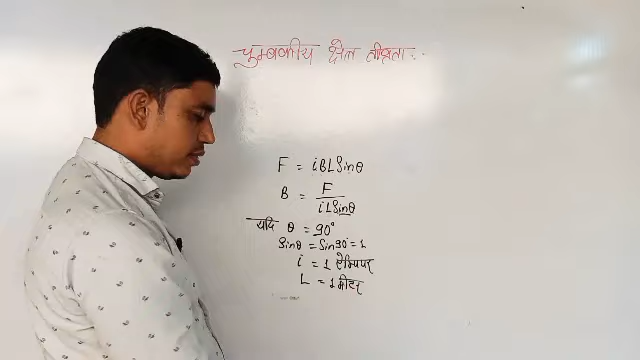 चुम्बकीय क्षेत्र तीव्रता :-
F = iBLSinθ
B = F / iLSinθ
यदि θ = 90°
Sinθ = Sin90° = 1
i = 1 ऐम्पियर
L = 1 मीटर